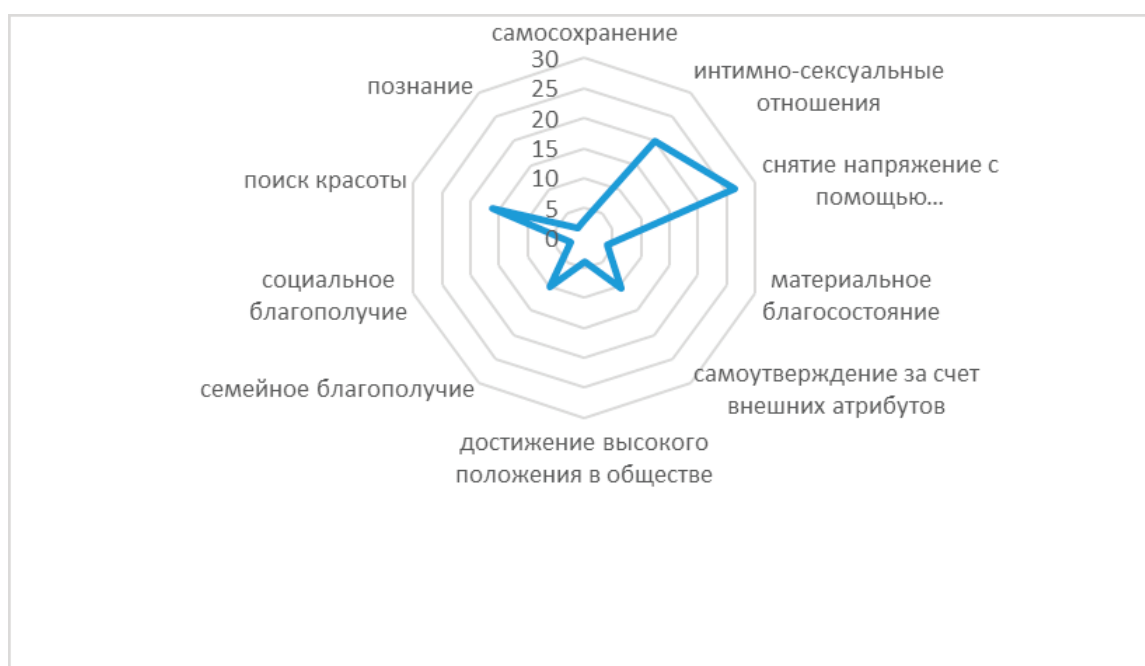 самосохранение
интимно-сексуальные
отношения
снятие напряжение с
помощью...
материальное
благосостояние
самоутверждение за счет
внешних атрибутов
достижение высокого
положения в обществе
семейное благополучие
социальное
благополучие
поиск красоты
познание
30
25
20
15
10
5
0